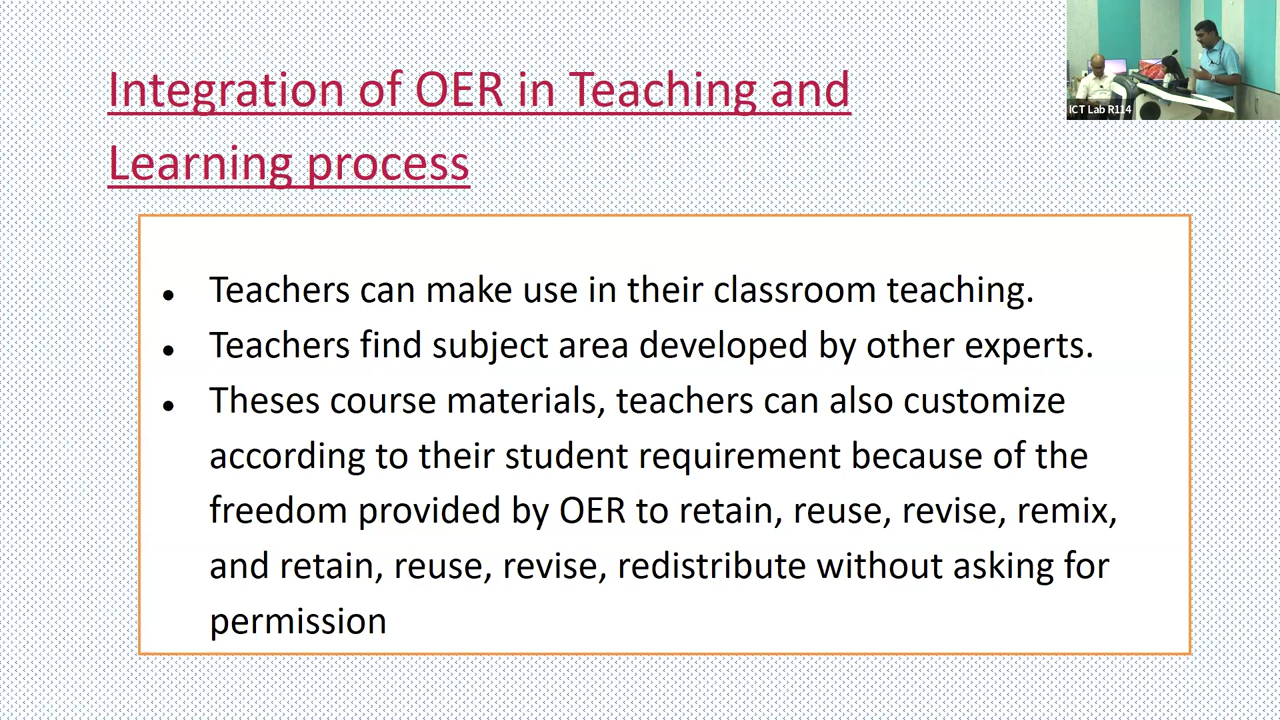 Integration of OER in Teaching and
Learning process
ICT Lab R114
• Teachers can make use in their classroom teaching.
• Teachers find subject area developed by other experts.
• Theses course materials, teachers can also customize
according to their student requirement because of the
freedom provided by OER to retain, reuse, revise, remix,
and retain, reuse, revise, redistribute without asking for
permission